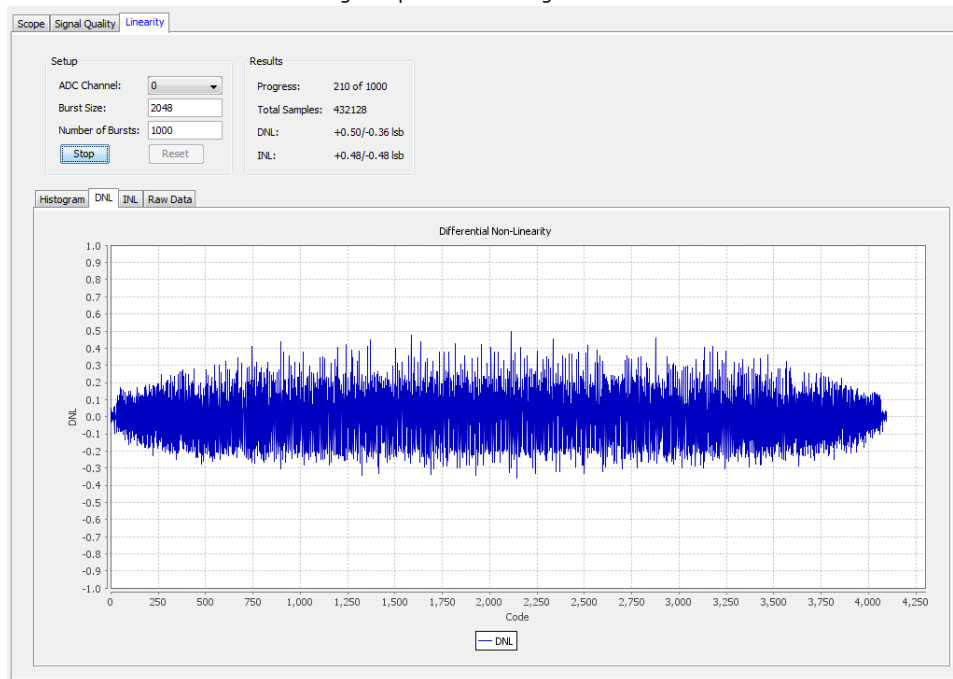 Scope Signal Quality Linearity
Setup
ADC Channel: 0
Burst Size: 2048
Number of Bursts: 1000
Stop Reset
Results
Progress: 210 of 1000
Total Samples: 432128
DNL: +0.50/-0.36 lsb
INL: +0.48/-0.48 lsb
Histogram DNL INL Raw Data
Differential Non-Linearity
1.0
0.9
0.8
0.7
0.6
0.5
0.4
0.3
0.2
0.1
0.0
-0.1
-0.2
-0.3
-0.4
-0.5
-0.6
-0.7
-0.8
-0.9
-1.0
DNL
0 250 500 750 1,000 1,250 1,500 1,750 2,000 2,250 2,500 2,750 3,000 3,250 3,500 3,750 4,000 4,250
Code
DNL